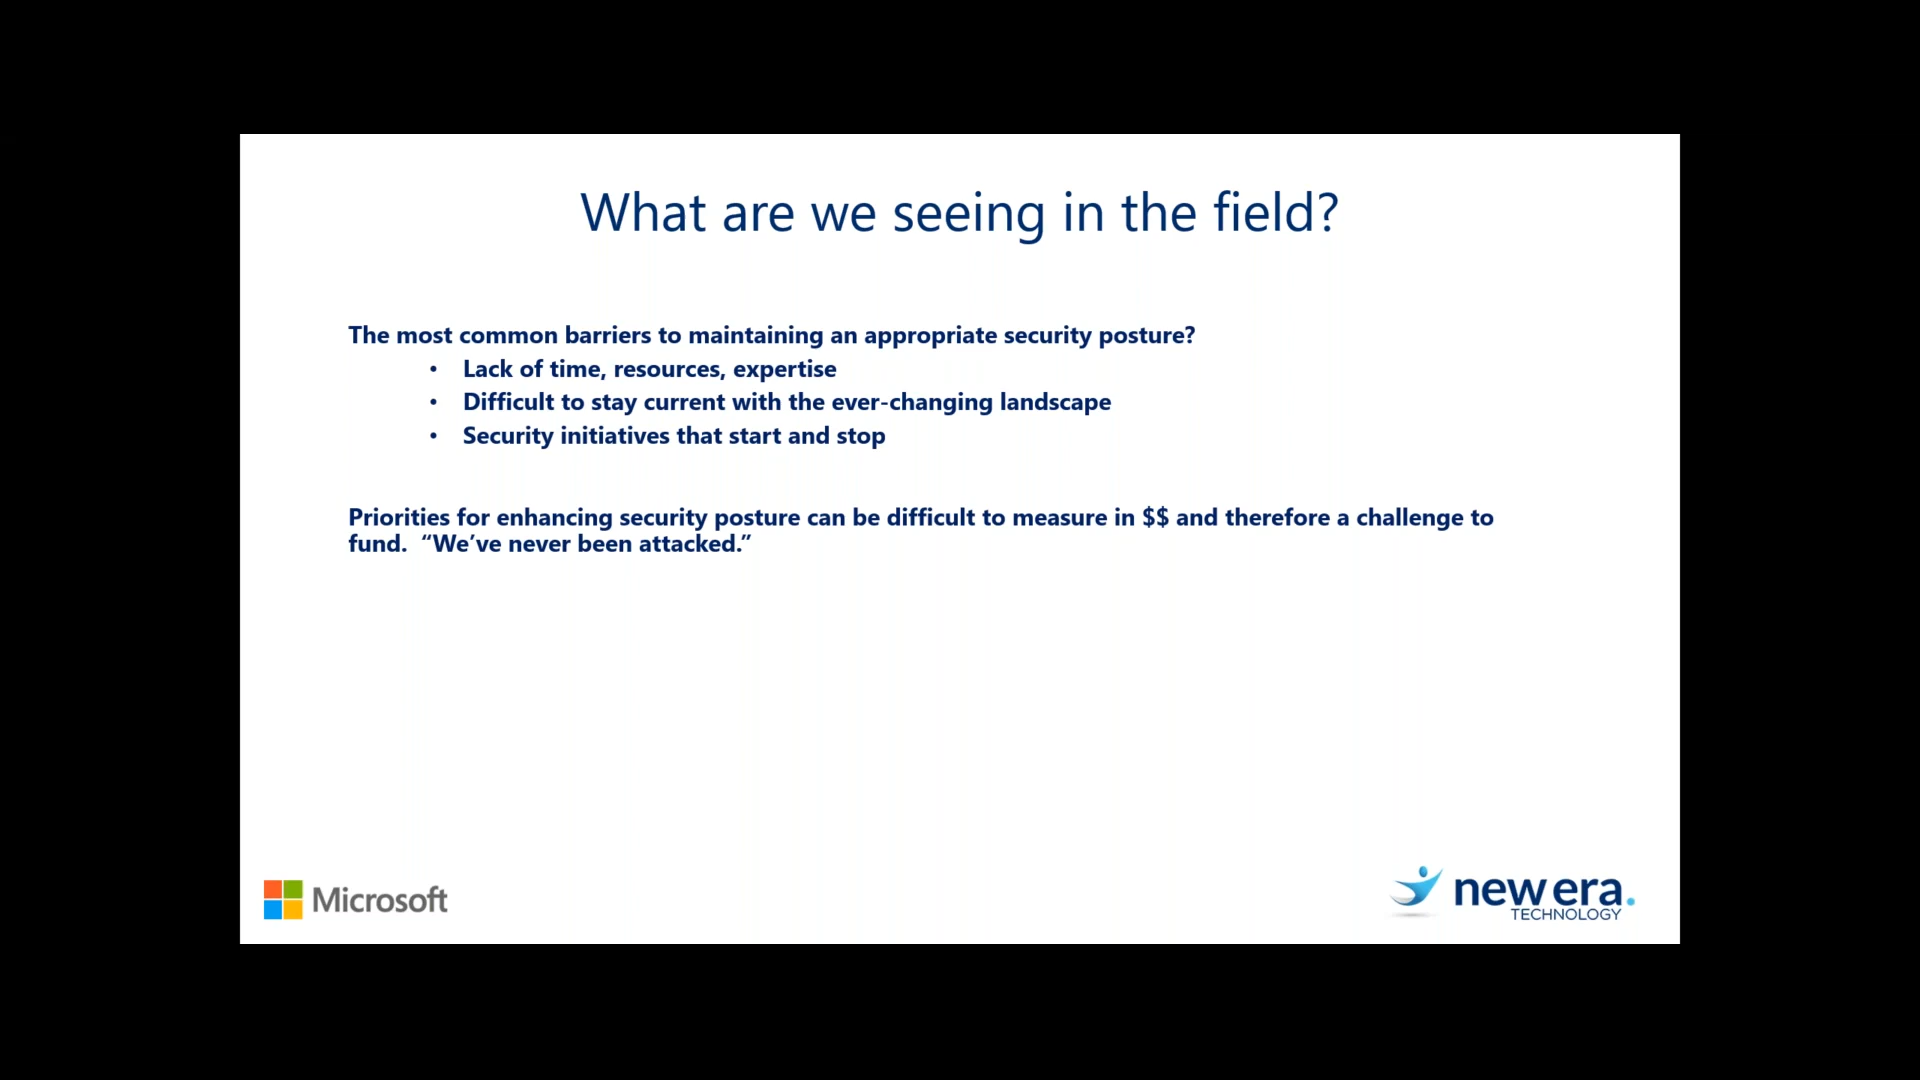 What are we seeing in the field?
The most common barriers to maintaining an appropriate security posture?
• Lack of time, resources, expertise
• Difficult to stay current with the ever-changing landscape
• Security initiatives that start and stop
Priorities for enhancing security posture can be difficult to measure in $$ and therefore a challenge to
fund.  “We’ve never been attacked.”
Microsoft
new era.
TECHNOLOGY